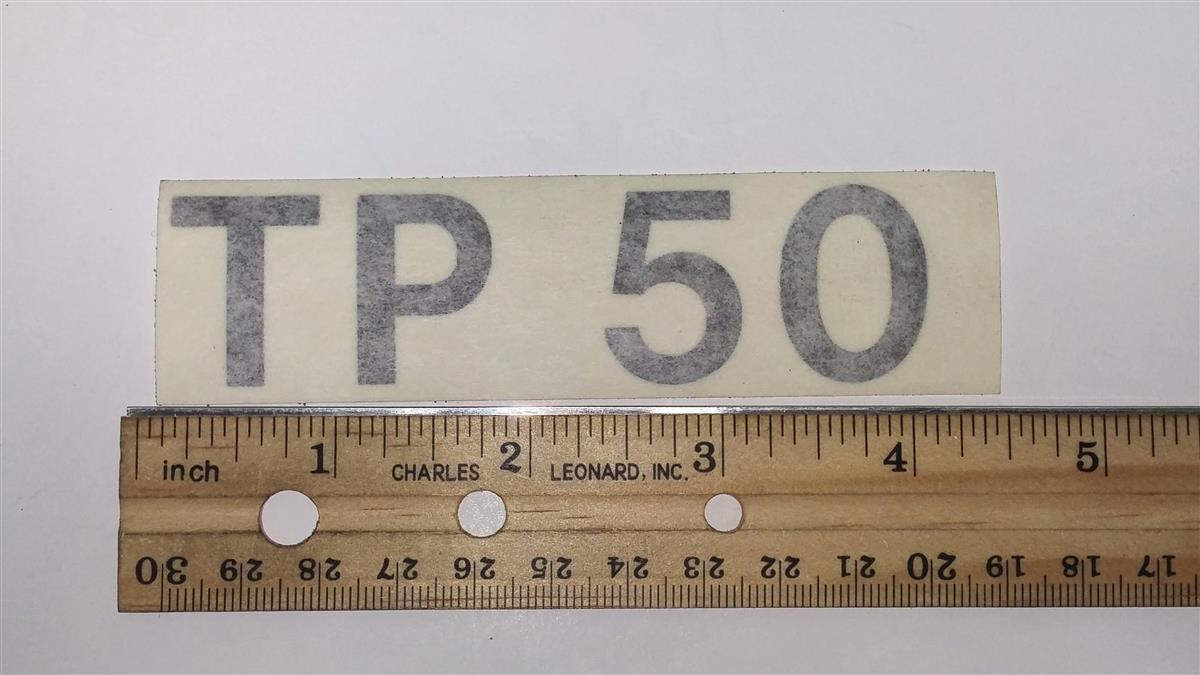 TP 50
1 2 3 4 5
inch CHARLES LEONARD, INC.
30 29 28 27 26 25 24 23 22 21 20 19 18 17